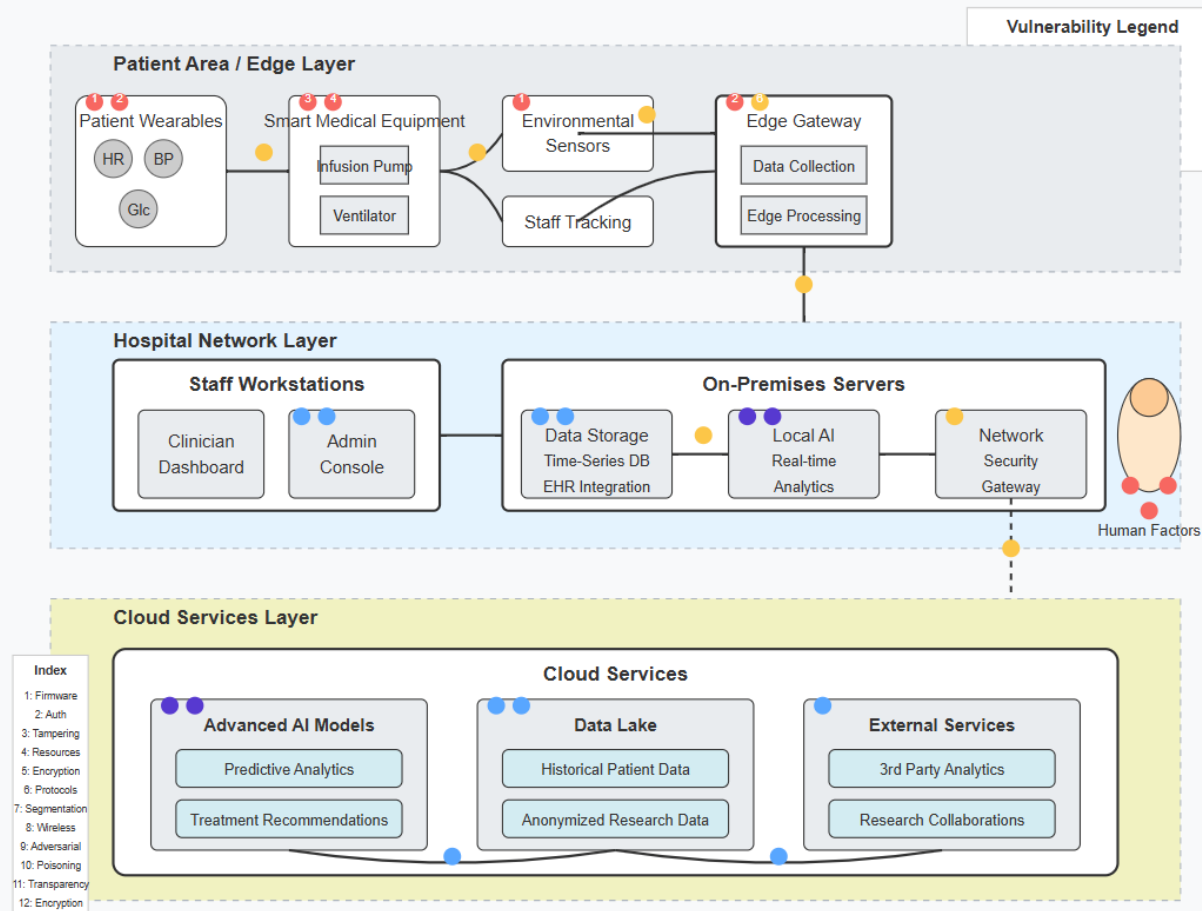 Vulnerability Legend
Patient Area / Edge Layer
1 2
Patient Wearables
HR BP
Glc
3 4
Smart Medical Equipment
Infusion Pump
Ventilator
1
Environmental
Sensors
Staff Tracking
2 6
Edge Gateway
Data Collection
Edge Processing
Hospital Network Layer
Staff Workstations
Clinician
Dashboard
Admin
Console
On-Premises Servers
Data Storage
Time-Series DB
EHR Integration
Local AI
Real-time
Analytics
Network
Security
Gateway
Human Factors
Cloud Services Layer
Cloud Services
Advanced AI Models
Predictive Analytics
Treatment Recommendations
Data Lake
Historical Patient Data
Anonymized Research Data
External Services
3rd Party Analytics
Research Collaborations
Index
1: Firmware
2: Auth
3: Tampering
4: Resources
5: Encryption
6: Protocols
7: Segmentation
8: Wireless
9: Adversarial
10: Poisoning
11: Transparency
12: Encryption